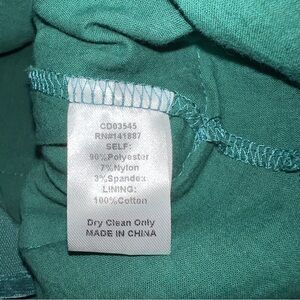 CD03545
RN#141887
SELF:
90%Polyester
7%Nylon
3%Spandex
LINING:
100%Cotton
Dry Clean Only
MADE IN CHINA